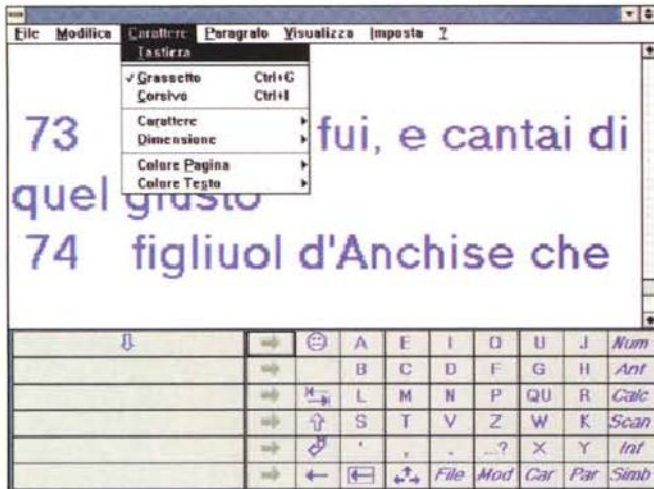 File Modifica Carattere Paragrafo Visualizza Imposta ?
Tastiera
✓ Grassetto Ctrl+G
Corsivo Ctrl+I
Carattere
Dimensione
Colore Pagina
Colore Testo
73 fui, e cantai di
quel giusto
74 figliuol d'Anchise che
A E I O U J Num
B C D F G H Ant
L M N P QU R Calc
S T V Z W K Scan
' , . ...? X Y Inf
File Mod Car Par Simb